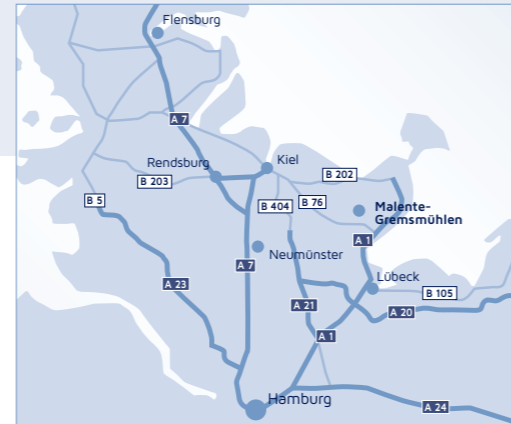 Flensburg
A 7
Kiel
Rendsburg
B 202
B 203
B 5
B 404
B 76
Malente-
Gremsmühlen
A 1
Neumünster
A 7
Lübeck
A 23
B 105
A 21
A 20
A 1
Hamburg
A 24